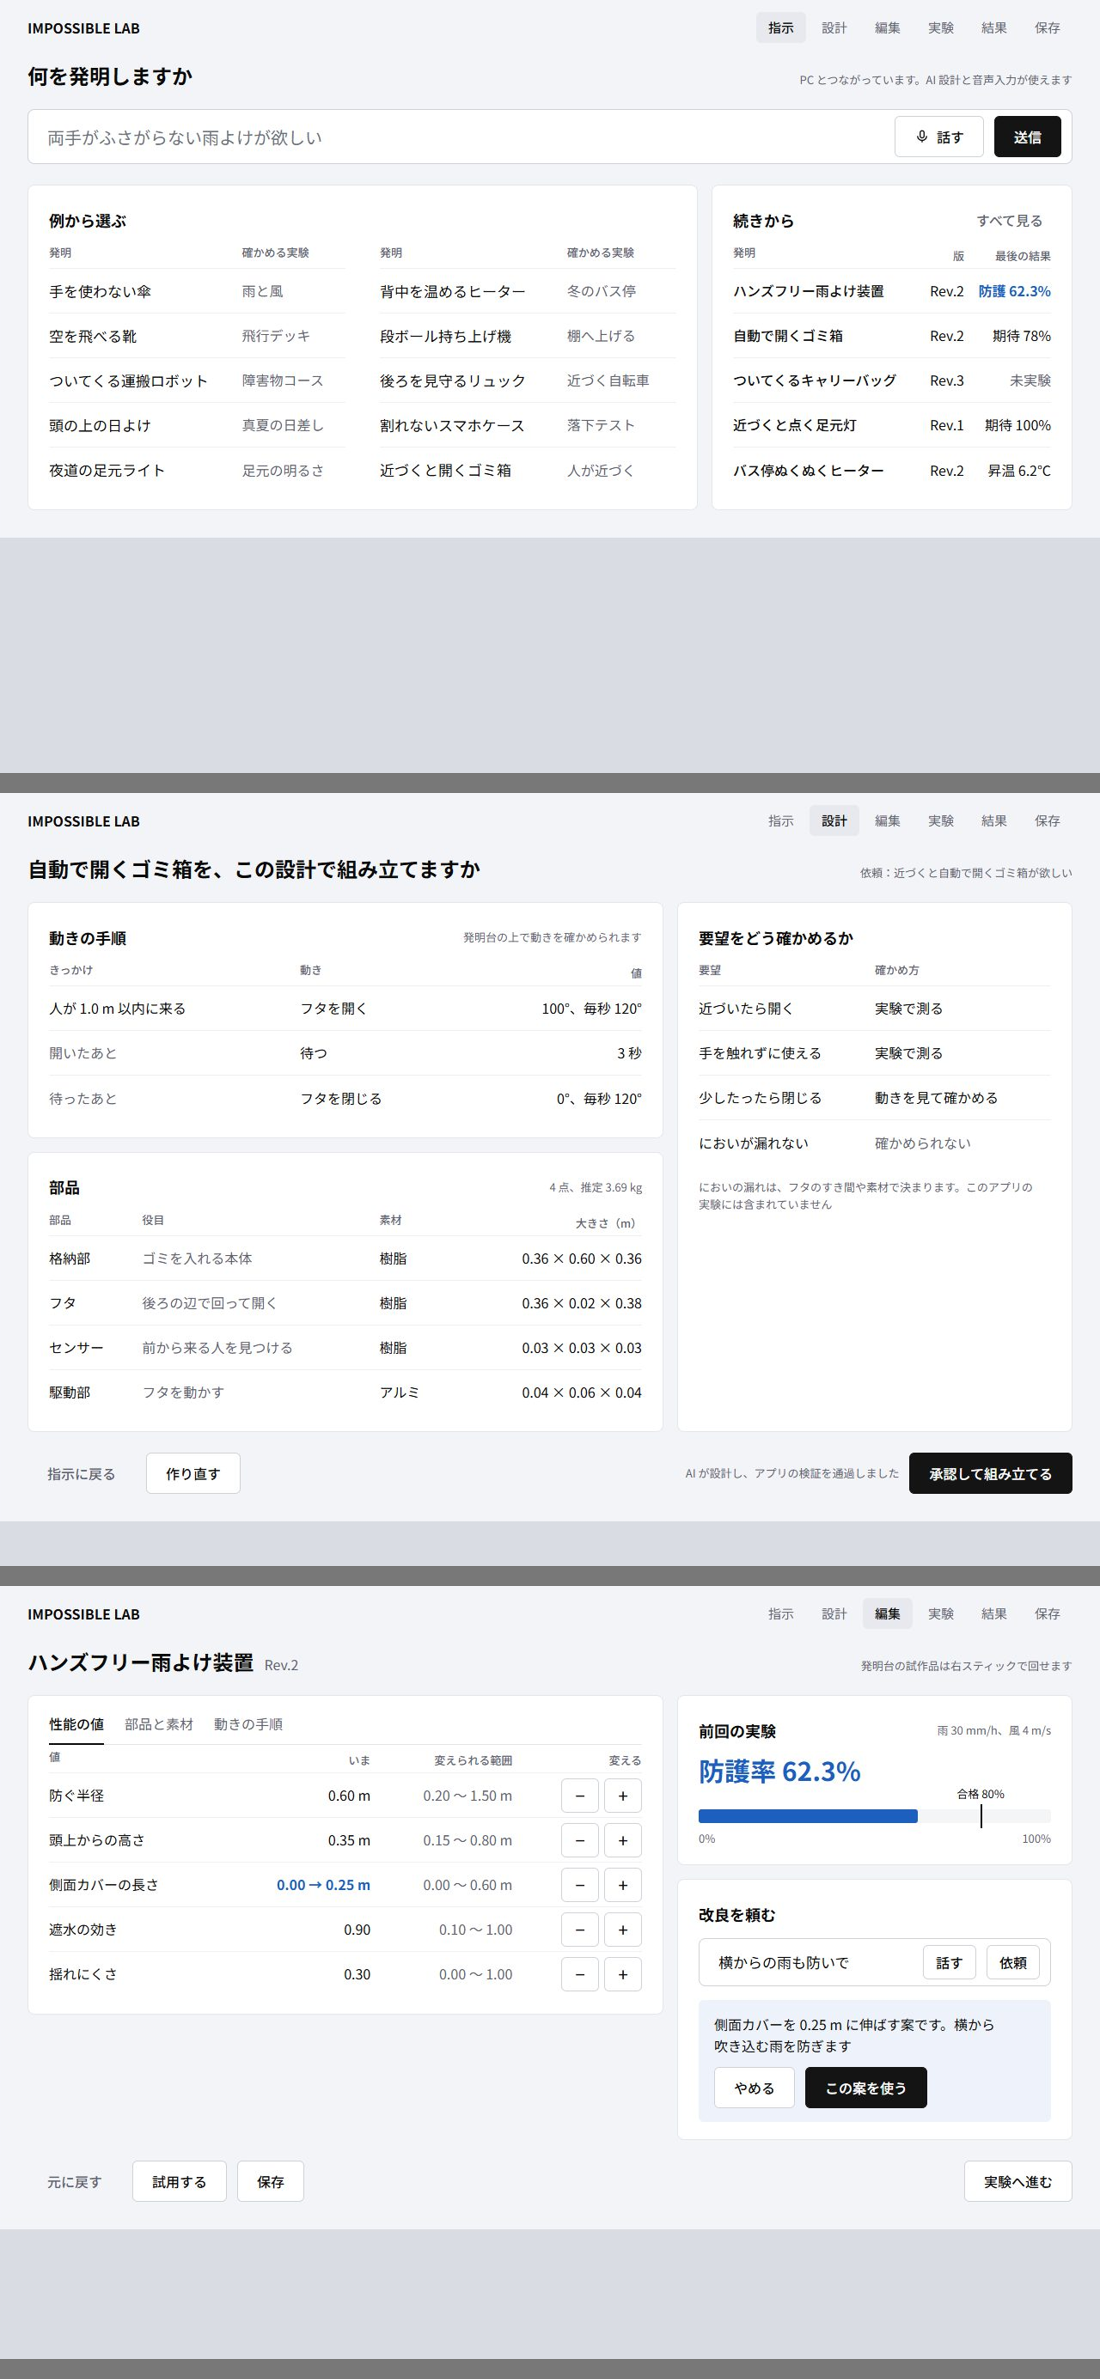 IMPOSSIBLE LAB
指示 設計 編集 実験 結果 保存
何を発明しますか
PC とつながっています。AI 設計と音声入力が使えます
両手がふさがらない雨よけが欲しい
話す 送信
例から選ぶ
発明 確かめる実験 発明 確かめる実験
手を使わない傘 雨と風 背中を温めるヒーター 冬のバス停
空を飛べる靴 飛行デッキ 段ボール持ち上げ機 棚へ上げる
ついてくる運搬ロボット 障害物コース 後ろを見守るリュック 近づく自転車
頭の上の日よけ 真夏の日差し 割れないスマホケース 落下テスト
夜道の足元ライト 足元の明るさ 近づくと開くゴミ箱 人が近づく
続きから すべて見る
発明 版 最後の結果
ハンズフリー雨よけ装置 Rev.2 防護 62.3%
自動で開くゴミ箱 Rev.2 期待 78%
ついてくるキャリーバッグ Rev.3 未実験
近づくと点く足元灯 Rev.1 期待 100%
バス停ぬくぬくヒーター Rev.2 昇温 6.2°C
IMPOSSIBLE LAB
指示 設計 編集 実験 結果 保存
自動で開くゴミ箱を、この設計で組み立てますか
依頼：近づくと自動で開くゴミ箱が欲しい
動きの手順 発明台の上で動きを確かめられます
きっかけ 動き 値
人が 1.0 m 以内に来る フタを開く 100°、毎秒 120°
開いたあと 待つ 3 秒
待ったあと フタを閉じる 0°、毎秒 120°
部品 4 点、推定 3.69 kg
部品 役目 素材 大きさ（m）
格納部 ゴミを入れる本体 樹脂 0.36 × 0.60 × 0.36
フタ 後ろの辺で回って開く 樹脂 0.36 × 0.02 × 0.38
センサー 前から来る人を見つける 樹脂 0.03 × 0.03 × 0.03
駆動部 フタを動かす アルミ 0.04 × 0.06 × 0.04
要望をどう確かめるか
要望 確かめ方
近づいたら開く 実験で測る
手を触れずに使える 実験で測る
少したったら閉じる 動きを見て確かめる
においが漏れない 確かめられない
においの漏れは、フタのすき間や素材で決まります。このアプリの
実験には含まれていません
指示に戻る 作り直す AI が設計し、アプリの検証を通過しました 承認して組み立てる
IMPOSSIBLE LAB
指示 設計 編集 実験 結果 保存
ハンズフリー雨よけ装置 Rev.2
発明台の試作品は右スティックで回せます
性能の値 部品と素材 動きの手順
値 いま 変えられる範囲 変える
防ぐ半径 0.60 m 0.20 〜 1.50 m − +
頭上からの高さ 0.35 m 0.15 〜 0.80 m − +
側面カバーの長さ 0.00 → 0.25 m 0.00 〜 0.60 m − +
遮水の効き 0.90 0.10 〜 1.00 − +
揺れにくさ 0.30 0.00 〜 1.00 − +
前回の実験 雨 30 mm/h、風 4 m/s
防護率 62.3%
合格 80%
0% 100%
改良を頼む
横からの雨も防いで 話す 依頼
側面カバーを 0.25 m に伸ばす案です。横から
吹き込む雨を防ぎます
やめる この案を使う
元に戻す 試用する 保存 実験へ進む